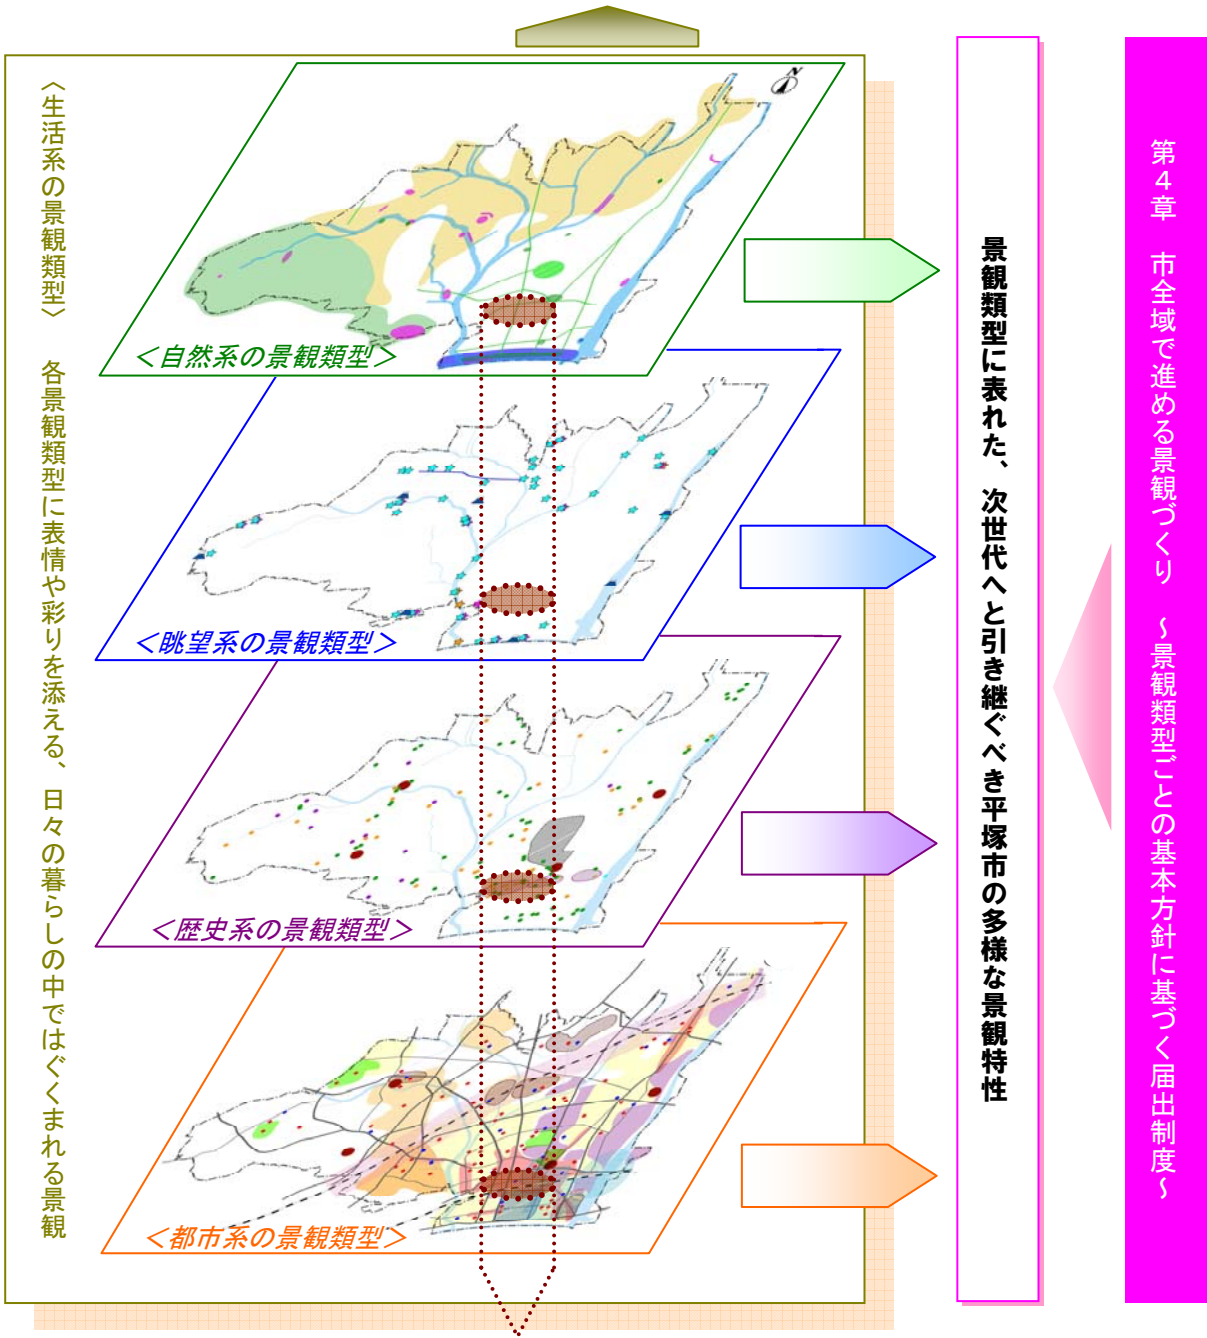 第４章　市全域で進める景観づくり　～景観類型ごとの基本方針に基づく届出制度～
景観類型に表れた、次世代へと引き継ぐべき平塚市の多様な景観特性
N
＜自然系の景観類型＞
＜眺望系の景観類型＞
＜歴史系の景観類型＞
＜都市系の景観類型＞
〈生活系の景観類型〉　各景観類型に表情や彩りを添える、日々の暮らしの中ではぐくまれる景観